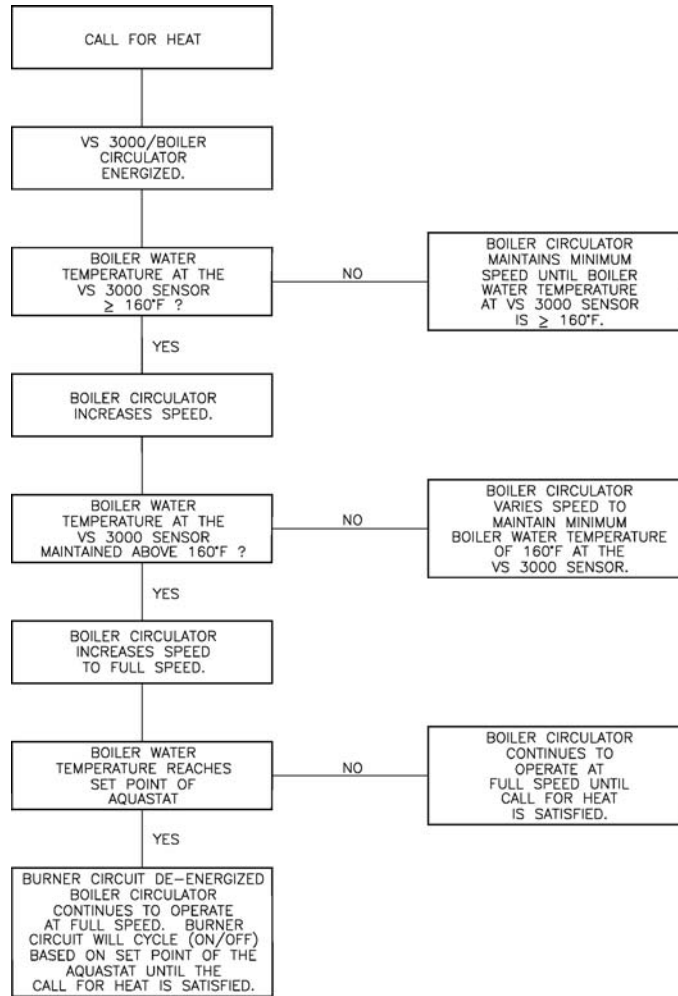 CALL FOR HEAT
VS 3000/BOILER
CIRCULATOR
ENERGIZED.
BOILER WATER
TEMPERATURE AT THE
VS 3000 SENSOR
≥ 160°F ?
NO
BOILER CIRCULATOR
MAINTAINS MINIMUM
SPEED UNTIL BOILER
WATER TEMPERATURE
AT VS 3000 SENSOR
IS ≥ 160°F.
YES
BOILER CIRCULATOR
INCREASES SPEED.
BOILER WATER
TEMPERATURE AT THE
VS 3000 SENSOR
MAINTAINED ABOVE 160°F ?
NO
BOILER CIRCULATOR
VARIES SPEED TO
MAINTAIN MINIMUM
BOILER WATER TEMPERATURE
OF 160°F AT THE
VS 3000 SENSOR.
YES
BOILER CIRCULATOR
INCREASES SPEED
TO FULL SPEED.
BOILER WATER
TEMPERATURE REACHES
SET POINT OF
AQUASTAT
NO
BOILER CIRCULATOR
CONTINUES TO
OPERATE AT
FULL SPEED UNTIL
CALL FOR HEAT
IS SATISFIED.
YES
BURNER CIRCUIT DE-ENERGIZED
BOILER CIRCULATOR
CONTINUES TO OPERATE
AT FULL SPEED. BURNER
CIRCUIT WILL CYCLE (ON/OFF)
BASED ON SET POINT OF THE
AQUASTAT UNTIL THE
CALL FOR HEAT IS SATISFIED.